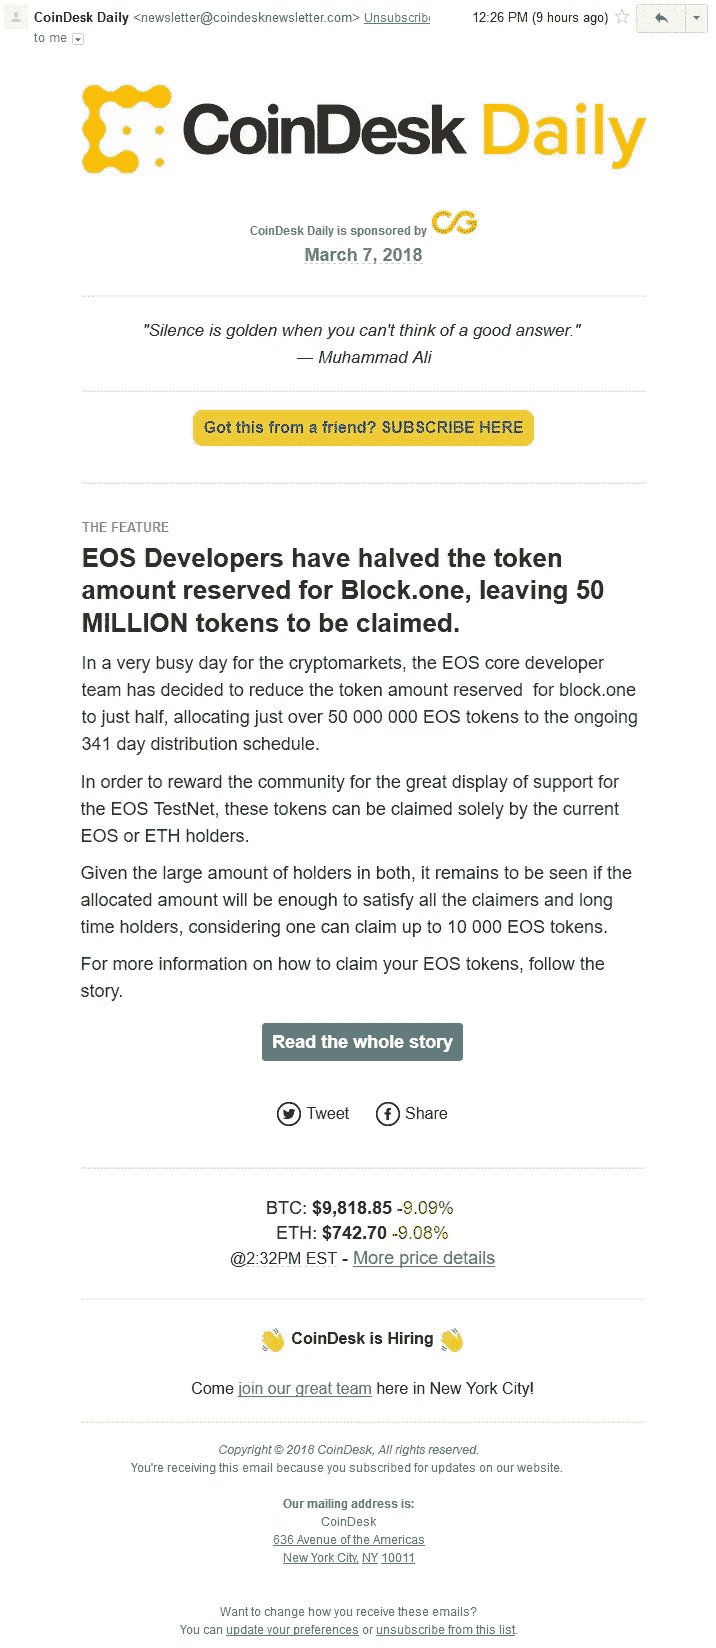 CoinDesk Daily <newsletter@coindesknewsletter.com> Unsubscribe 12:26 PM (9 hours ago)
to me
CoinDesk Daily
CoinDesk Daily is sponsored by CG
March 7, 2018
"Silence is golden when you can't think of a good answer."
— Muhammad Ali
Got this from a friend? SUBSCRIBE HERE
THE FEATURE
EOS Developers have halved the token
amount reserved for Block.one, leaving 50
MILLION tokens to be claimed.
In a very busy day for the cryptomarkets, the EOS core developer
team has decided to reduce the token amount reserved for block.one
to just half, allocating just over 50 000 000 EOS tokens to the ongoing
341 day distribution schedule.
In order to reward the community for the great display of support for
the EOS TestNet, these tokens can be claimed solely by the current
EOS or ETH holders.
Given the large amount of holders in both, it remains to be seen if the
allocated amount will be enough to satisfy all the claimers and long
time holders, considering one can claim up to 10 000 EOS tokens.
For more information on how to claim your EOS tokens, follow the
story.
Read the whole story
Tweet Share
BTC: $9,818.85 -9.09%
ETH: $742.70 -9.08%
@2:32PM EST - More price details
👋 CoinDesk is Hiring 👋
Come join our great team here in New York City!
Copyright © 2018 CoinDesk, All rights reserved.
You're receiving this email because you subscribed for updates on our website.
Our mailing address is:
CoinDesk
636 Avenue of the Americas
New York City, NY 10011
Want to change how you receive these emails?
You can update your preferences or unsubscribe from this list.